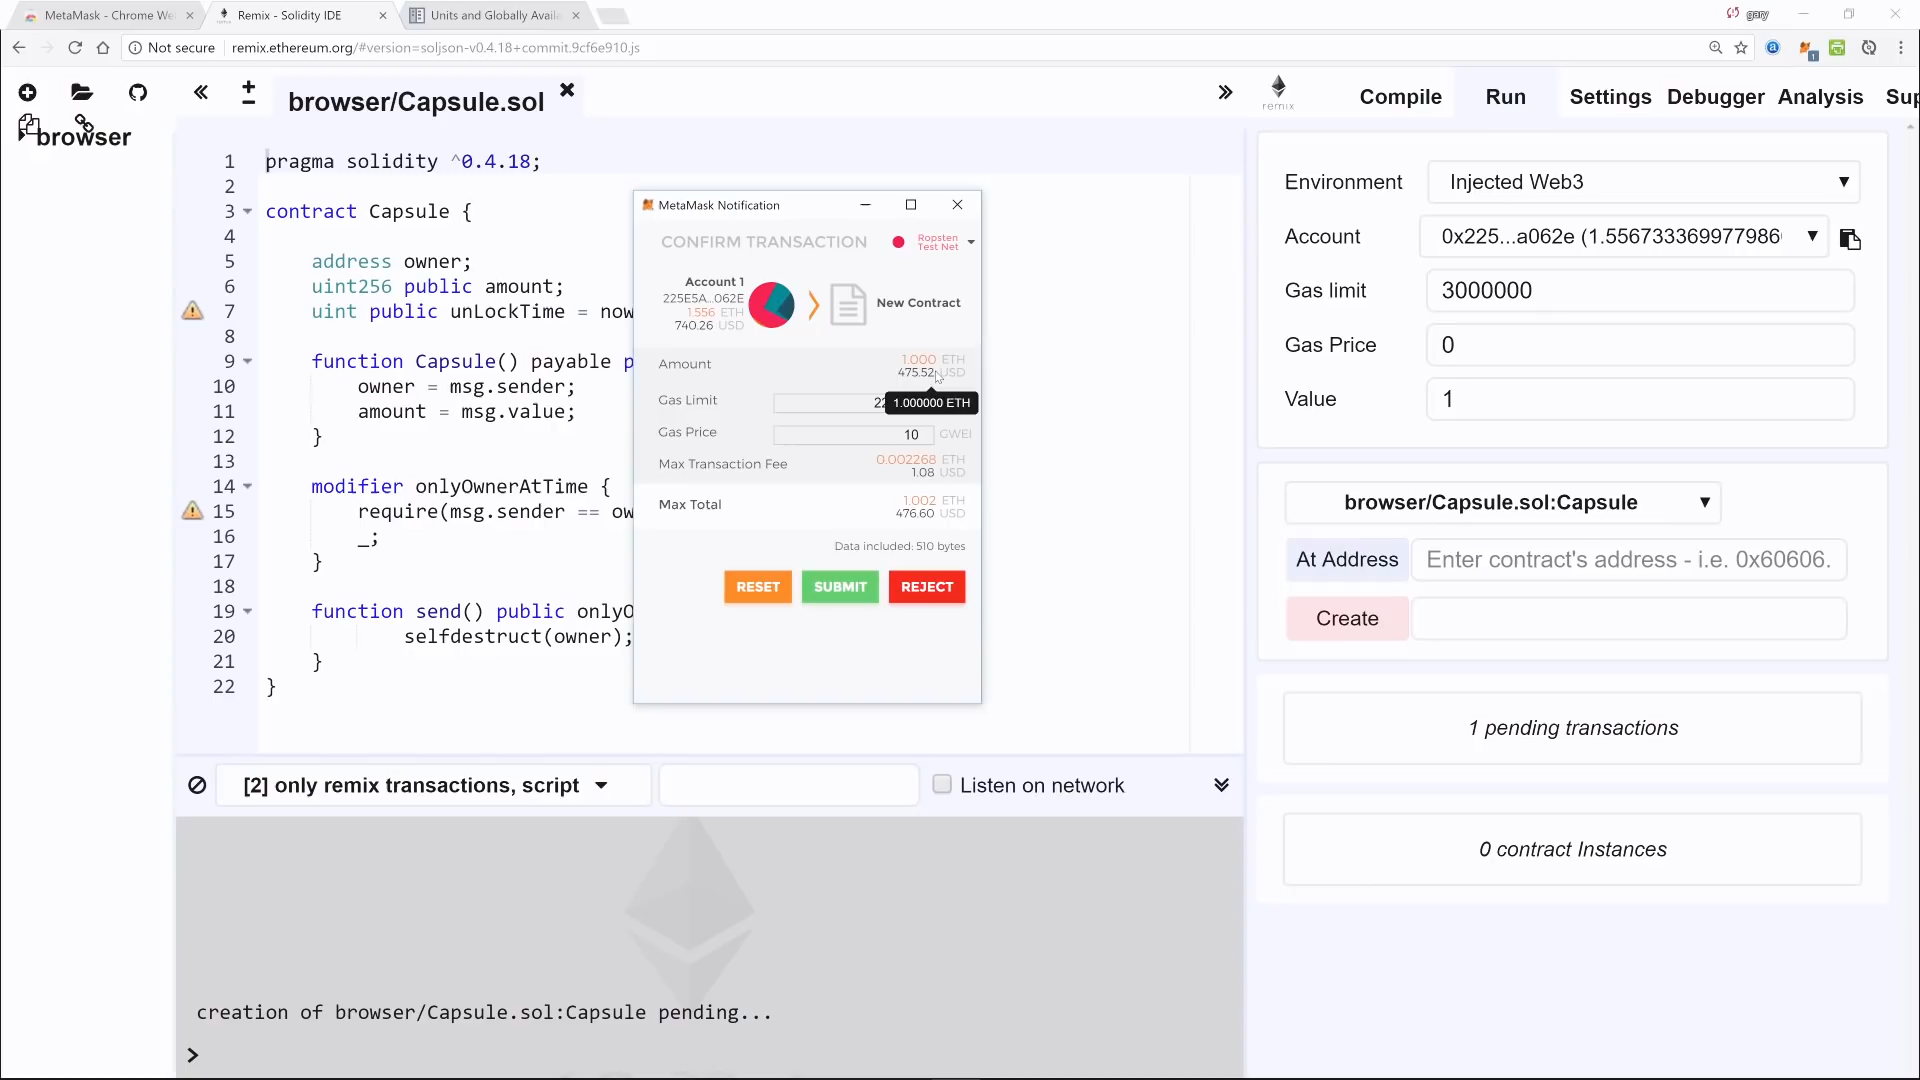 MetaMask - Chrome We
Remix - Solidity IDE
Units and Globally Availa
gary
Not secure
remix.ethereum.org/#version=soljson-v0.4.18+commit.9cf6e910.js
1
browser
browser/Capsule.sol
remix
Compile
Run
Settings
Debugger
Analysis
Sup
1 pragma solidity ^0.4.18;
2
3 contract Capsule {
4
5 address owner;
6 uint256 public amount;
7 uint public unLockTime = now
8
9 function Capsule() payable p
10 owner = msg.sender;
11 amount = msg.value;
12 }
13
14 modifier onlyOwnerAtTime {
15 require(msg.sender == ow
16 _;
17 }
18
19 function send() public onlyO
20 selfdestruct(owner);
21 }
22 }
MetaMask Notification
CONFIRM TRANSACTION
Ropsten
Test Net
Account 1
225E5A...062E
1.556 ETH
740.26 USD
New Contract
Amount
1.000 ETH
475.52 USD
Gas Limit
22
1.000000 ETH
Gas Price
10 GWEI
Max Transaction Fee
0.002268 ETH
1.08 USD
Max Total
1.002 ETH
476.60 USD
Data included: 510 bytes
RESET
SUBMIT
REJECT
Environment
Injected Web3
Account
0x225...a062e (1.556733369977986
Gas limit
3000000
Gas Price
0
Value
1
browser/Capsule.sol:Capsule
At Address
Enter contract's address - i.e. 0x60606.
Create
1 pending transactions
0 contract Instances
[2] only remix transactions, script
Listen on network
creation of browser/Capsule.sol:Capsule pending...
>